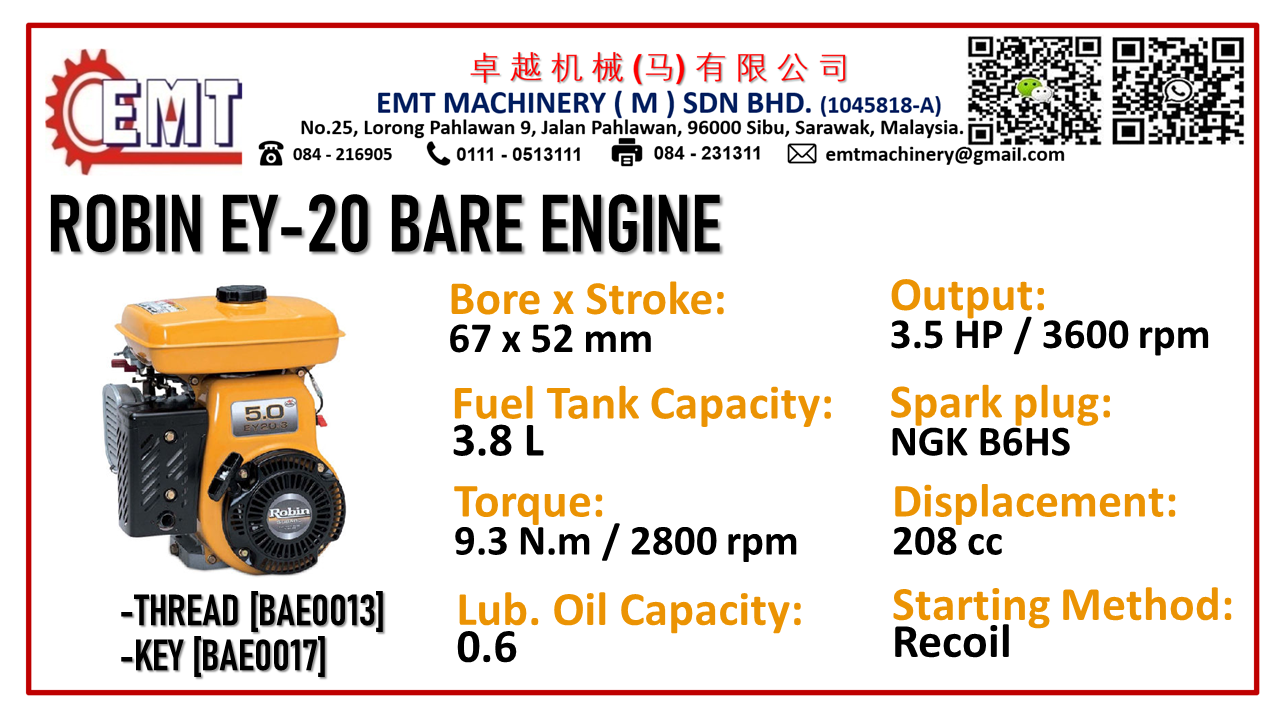 EMT
卓越机械(马)有限公司
EMT MACHINERY ( M ) SDN BHD. (1045818-A)
No.25, Lorong Pahlawan 9, Jalan Pahlawan, 96000 Sibu, Sarawak, Malaysia.
084 - 216905 0111 - 0513111 084 - 231311 emtmachinery@gmail.com
ROBIN EY-20 BARE ENGINE
5.0
EY20-3
Robin
-THREAD [BAE0013]
-KEY [BAE0017]
Bore x Stroke:
67 x 52 mm
Fuel Tank Capacity:
3.8 L
Torque:
9.3 N.m / 2800 rpm
Lub. Oil Capacity:
0.6
Output:
3.5 HP / 3600 rpm
Spark plug:
NGK B6HS
Displacement:
208 cc
Starting Method:
Recoil